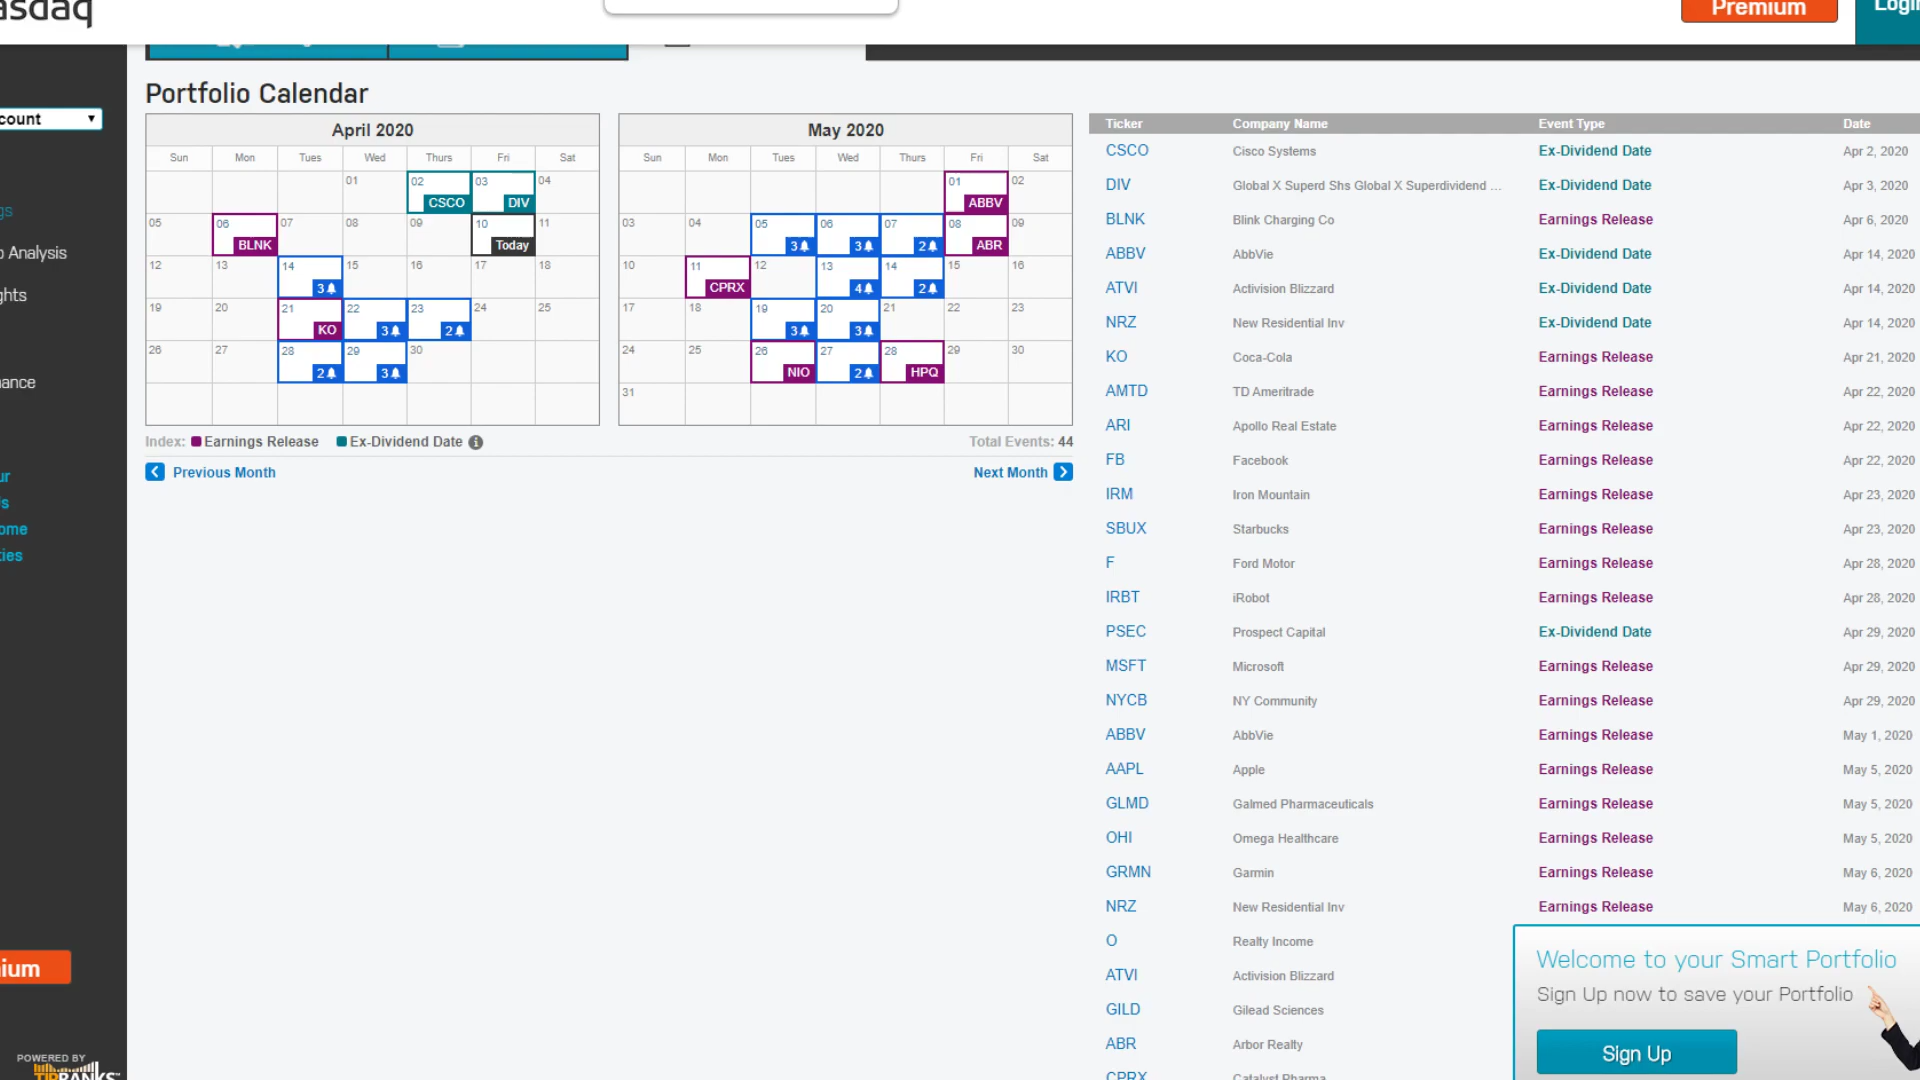 asdaq
Premium
Login
count
gs
o Analysis
ghts
nance
ur
s
ome
ties
ium
POWERED BY
TIPRANKS™
Portfolio Calendar
April 2020
Sun Mon Tues Wed Thurs Fri Sat
01 02 CSCO 03 DIV 04
05 06 BLNK 07 08 09 10 Today 11
12 13 14 3 15 16 17 18
19 20 21 KO 22 3 23 2 24 25
26 27 28 2 29 3 30
May 2020
Sun Mon Tues Wed Thurs Fri Sat
01 ABBV 02
03 04 05 3 06 3 07 2 08 ABR 09
10 11 CPRX 12 13 4 14 2 15 16
17 18 19 3 20 3 21 22 23
24 25 26 NIO 27 2 28 HPQ 29 30
31
Index: Earnings Release Ex-Dividend Date i
Total Events: 44
Previous Month
Next Month
Ticker Company Name Event Type Date
CSCO Cisco Systems Ex-Dividend Date Apr 2, 2020
DIV Global X Superd Shs Global X Superdividend ... Ex-Dividend Date Apr 3, 2020
BLNK Blink Charging Co Earnings Release Apr 6, 2020
ABBV AbbVie Ex-Dividend Date Apr 14, 2020
ATVI Activision Blizzard Ex-Dividend Date Apr 14, 2020
NRZ New Residential Inv Ex-Dividend Date Apr 14, 2020
KO Coca-Cola Earnings Release Apr 21, 2020
AMTD TD Ameritrade Earnings Release Apr 22, 2020
ARI Apollo Real Estate Earnings Release Apr 22, 2020
FB Facebook Earnings Release Apr 22, 2020
IRM Iron Mountain Earnings Release Apr 23, 2020
SBUX Starbucks Earnings Release Apr 23, 2020
F Ford Motor Earnings Release Apr 28, 2020
IRBT iRobot Earnings Release Apr 28, 2020
PSEC Prospect Capital Ex-Dividend Date Apr 29, 2020
MSFT Microsoft Earnings Release Apr 29, 2020
NYCB NY Community Earnings Release Apr 29, 2020
ABBV AbbVie Earnings Release May 1, 2020
AAPL Apple Earnings Release May 5, 2020
GLMD Galmed Pharmaceuticals Earnings Release May 5, 2020
OHI Omega Healthcare Earnings Release May 5, 2020
GRMN Garmin Earnings Release May 6, 2020
NRZ New Residential Inv Earnings Release May 6, 2020
O Realty Income
ATVI Activision Blizzard
GILD Gilead Sciences
ABR Arbor Realty
CPRX Catalyst Pharma
Welcome to your Smart Portfolio
Sign Up now to save your Portfolio
Sign Up